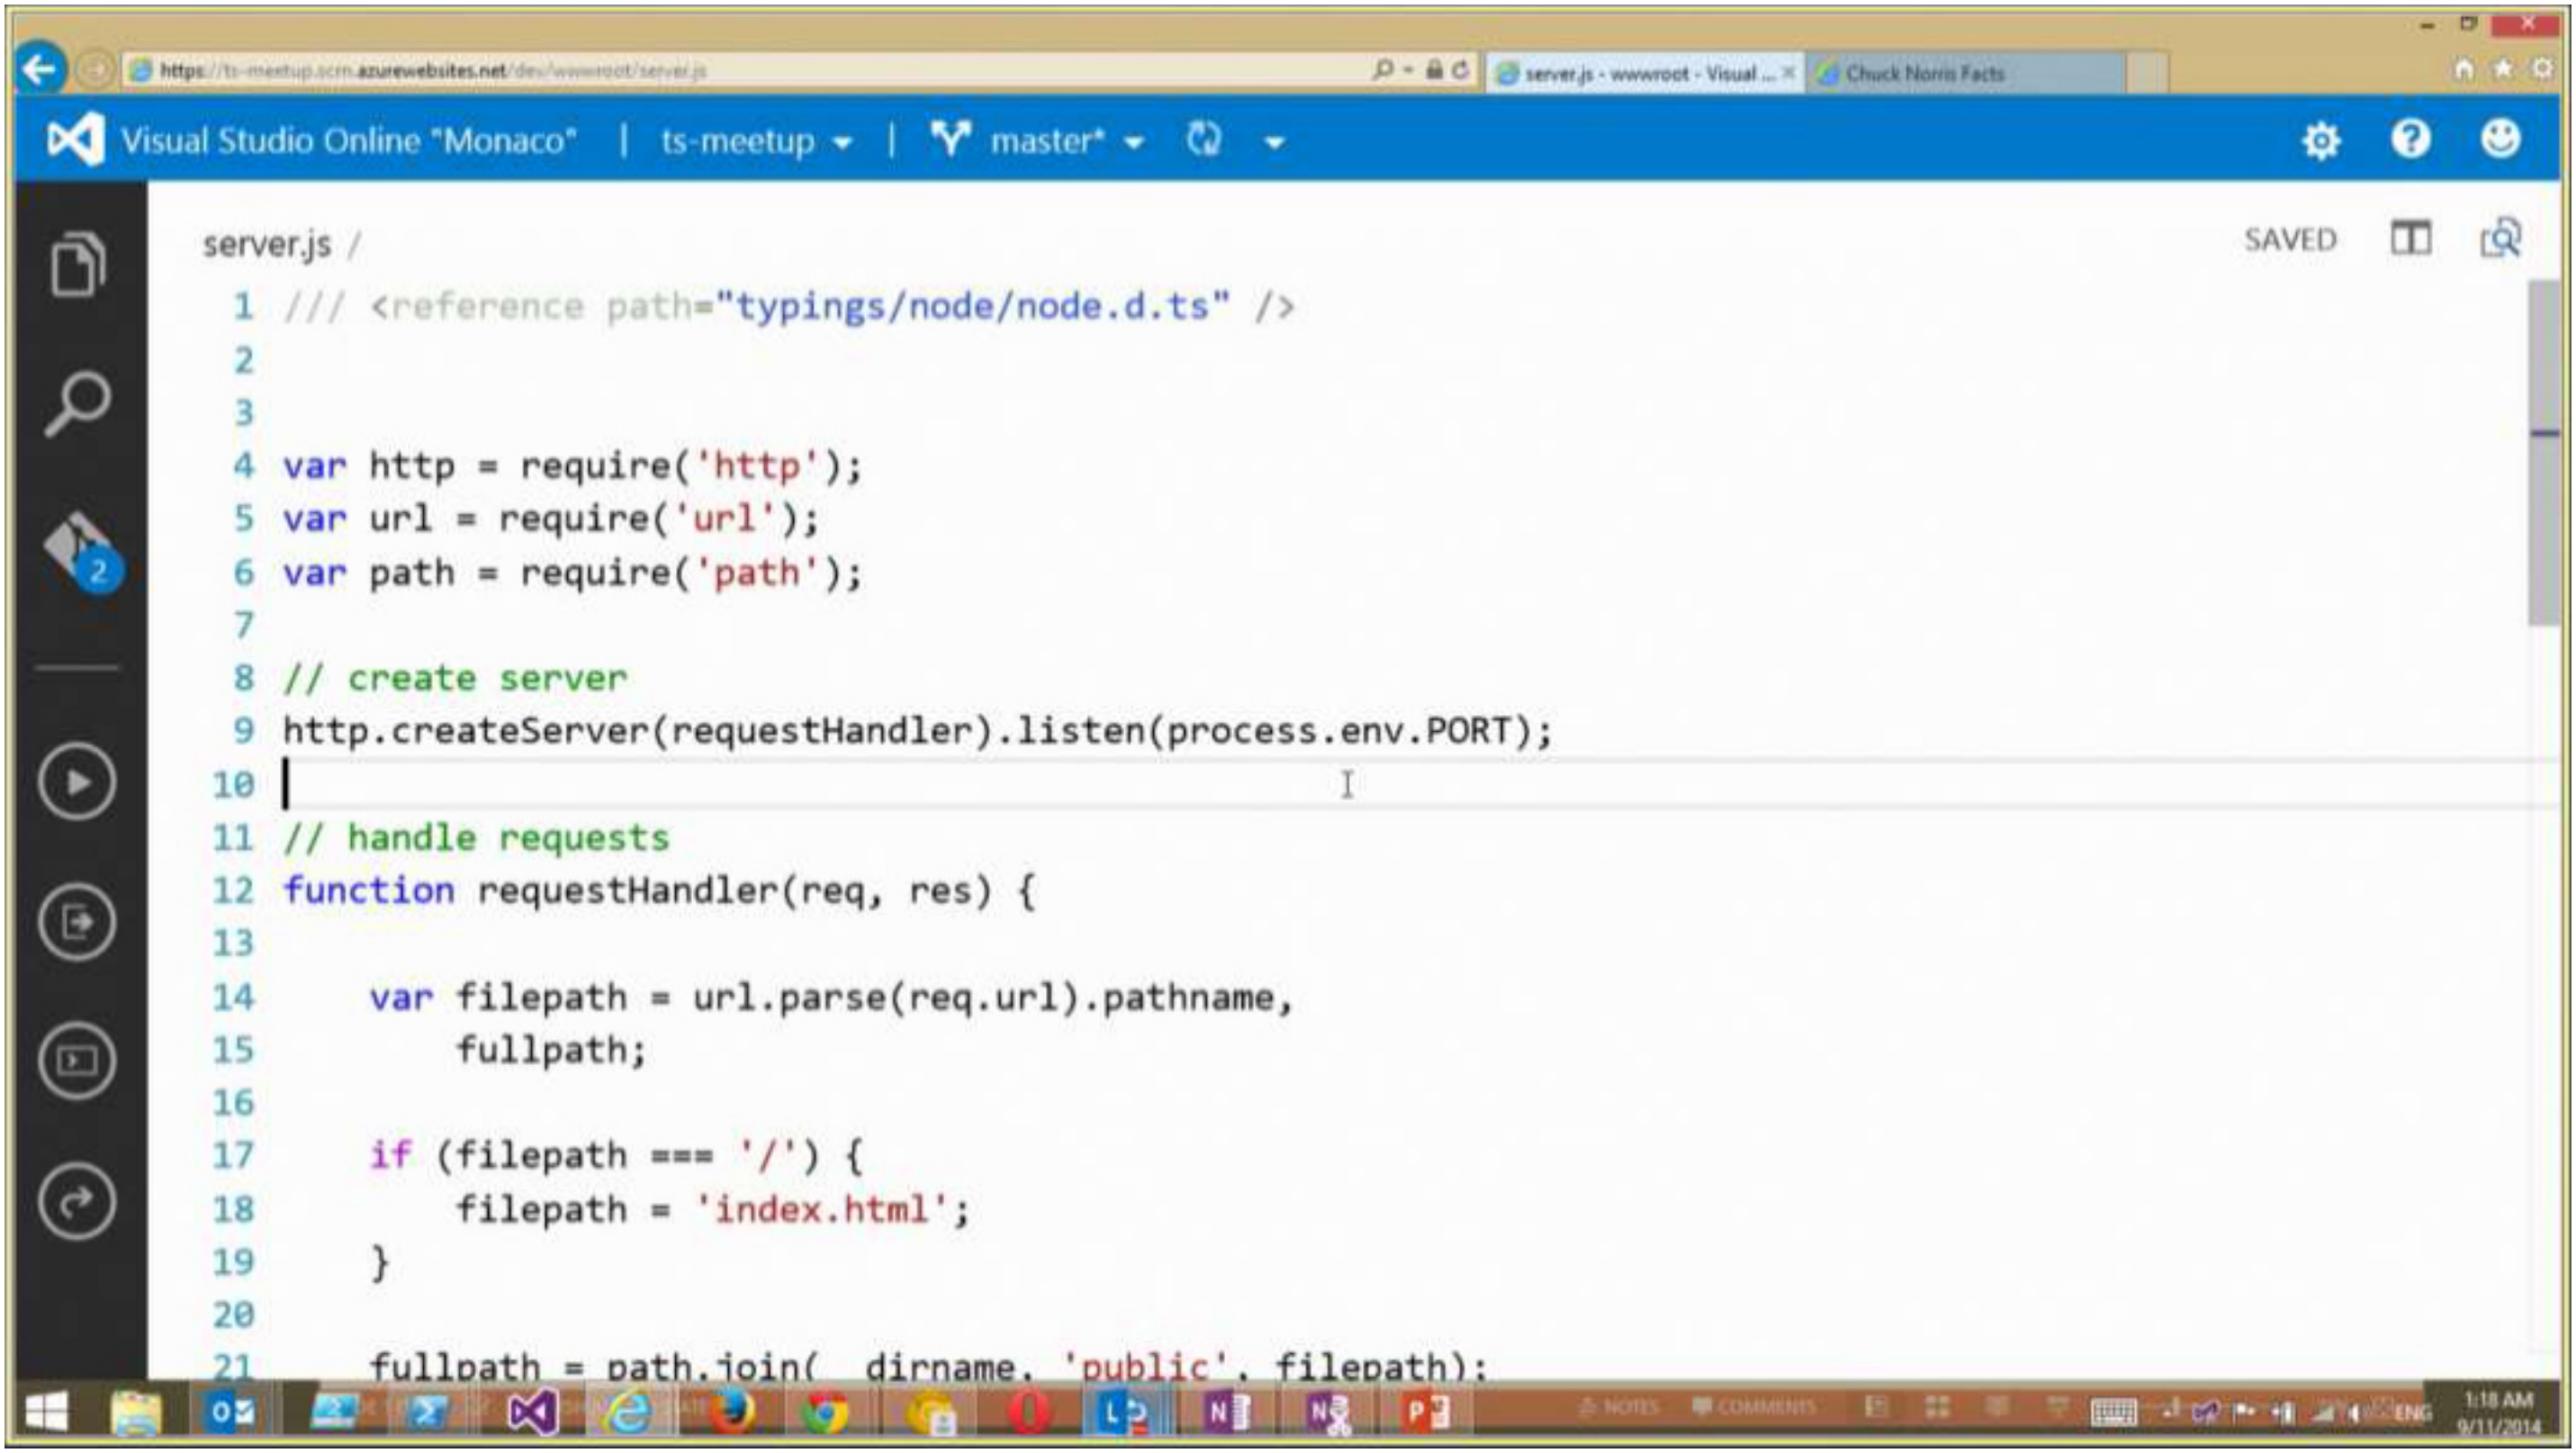 https://ts-meetup.scm.azurewebsites.net/dev/wwwroot/server.js
server.js - wwwroot - Visual ...
Chuck Norris Facts
Visual Studio Online "Monaco" | ts-meetup | master*
server.js /
SAVED
2
1 /// <reference path="typings/node/node.d.ts" />
2
3
4 var http = require('http');
5 var url = require('url');
6 var path = require('path');
7
8 // create server
9 http.createServer(requestHandler).listen(process.env.PORT);
10
11 // handle requests
12 function requestHandler(req, res) {
13
14 var filepath = url.parse(req.url).pathname,
15 fullpath;
16
17 if (filepath === '/') {
18 filepath = 'index.html';
19 }
20
21 fullpath = path.join(__dirname, 'public', filepath);
NOTES COMMENTS
ENG
1:18 AM
9/11/2014